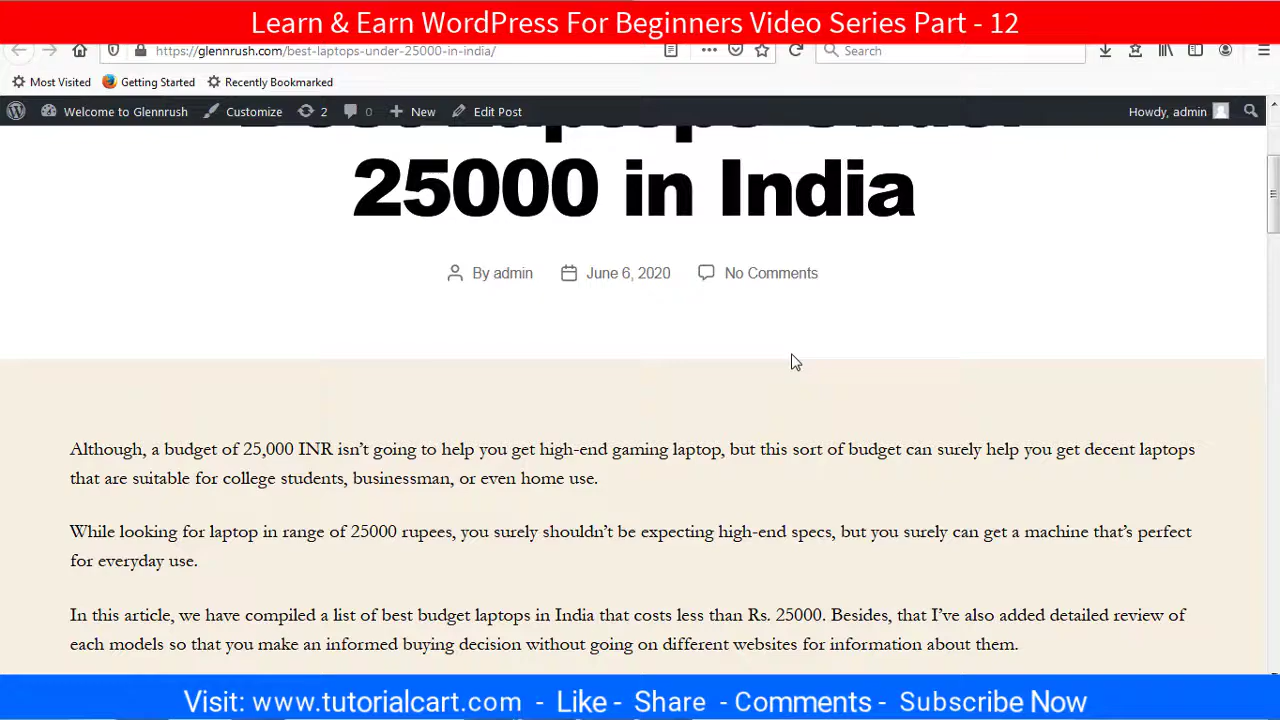 Learn & Earn WordPress For Beginners Video Series Part - 12
https://glennrush.com/best-laptops-under-25000-in-india/
Search
Most Visited Getting Started Recently Bookmarked
Welcome to Glennrush Customize 2 0 New Edit Post Howdy, admin
Best Laptops Under
25000 in India
By admin June 6, 2020 No Comments
Although, a budget of 25,000 INR isn’t going to help you get high-end gaming laptop, but this sort of budget can surely help you get decent laptops
that are suitable for college students, businessman, or even home use.
While looking for laptop in range of 25000 rupees, you surely shouldn’t be expecting high-end specs, but you surely can get a machine that’s perfect
for everyday use.
In this article, we have compiled a list of best budget laptops in India that costs less than Rs. 25000. Besides, that I’ve also added detailed review of
each models so that you make an informed buying decision without going on different websites for information about them.
Visit: www.tutorialcart.com - Like - Share - Comments - Subscribe Now